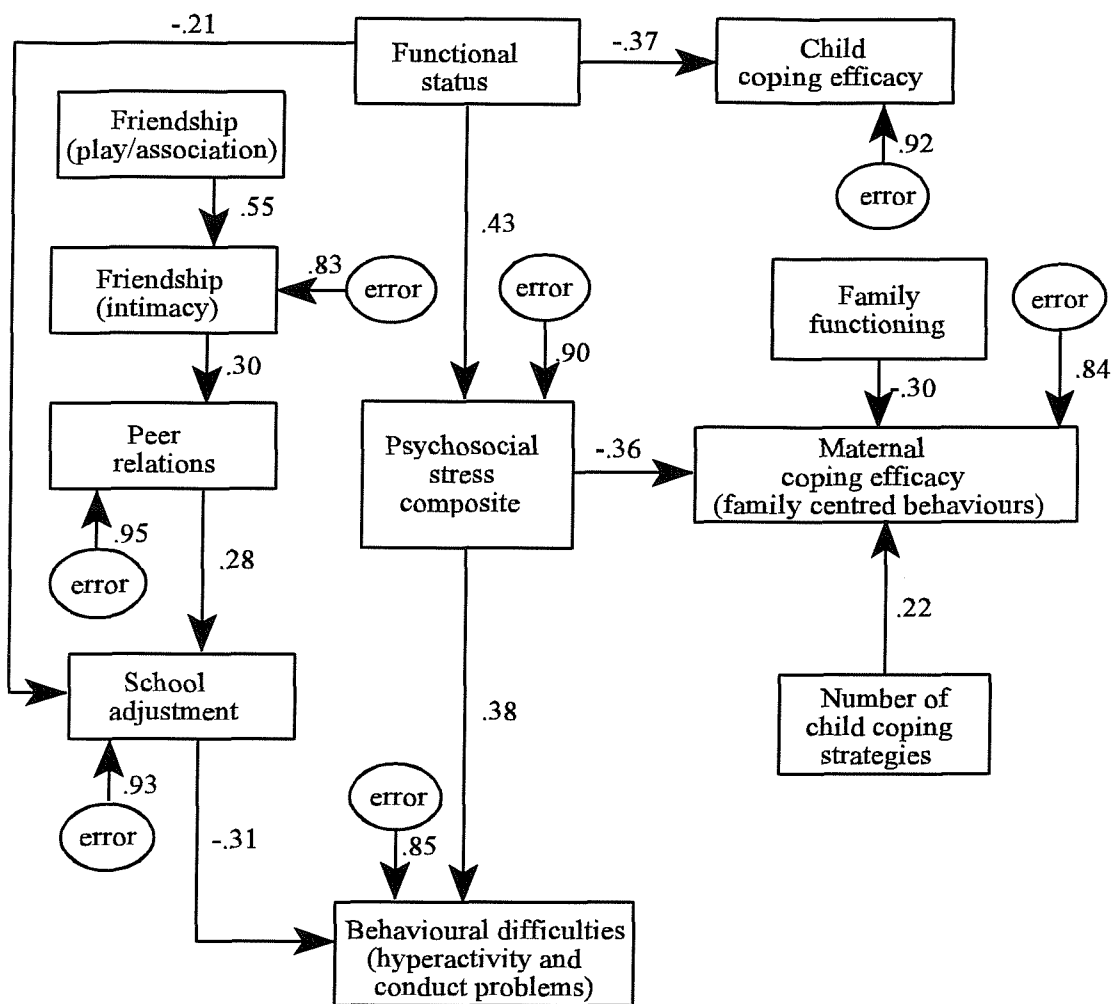 -.21
Functional
status
-.37
Child
coping efficacy
.92
error
Friendship
(play/association)
.55
Friendship
(intimacy)
.83
error
.30
Peer
relations
.95
error
.28
School
adjustment
.93
error
-.31
.43
error
.90
Psychosocial
stress
composite
-.36
Family
functioning
-.30
error
.84
Maternal
coping efficacy
(family centred behaviours)
.22
Number of
child coping
strategies
.38
error
.85
Behavioural difficulties
(hyperactivity and
conduct problems)